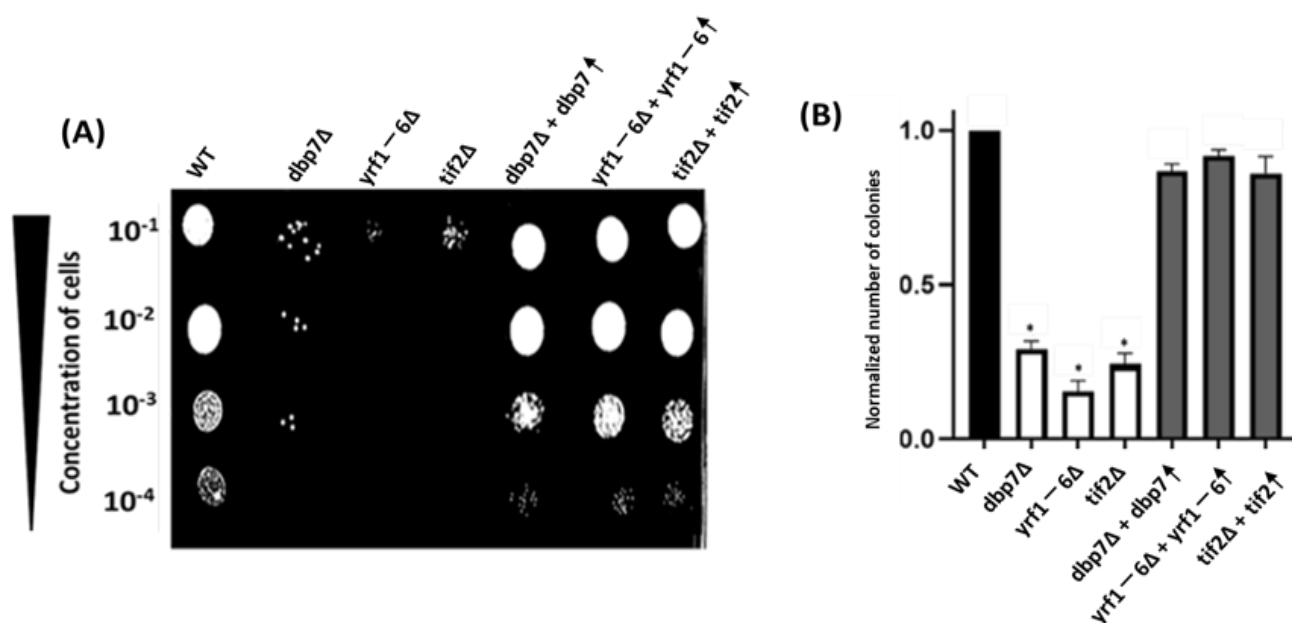 (A)
WT
dbp7Δ
yrf1−6Δ
tif2Δ
dbp7Δ + dbp7↑
yrf1−6Δ + yrf1−6↑
tif2Δ + tif2↑
Concentration of cells
10⁻¹
10⁻²
10⁻³
10⁻⁴
(B)
Normalized number of colonies
1.0
0.5
0.0
*
*
*
WT
dbp7Δ
yrf1−6Δ
tif2Δ
dbp7Δ + dbp7↑
yrf1−6Δ + yrf1−6↑
tif2Δ + tif2↑